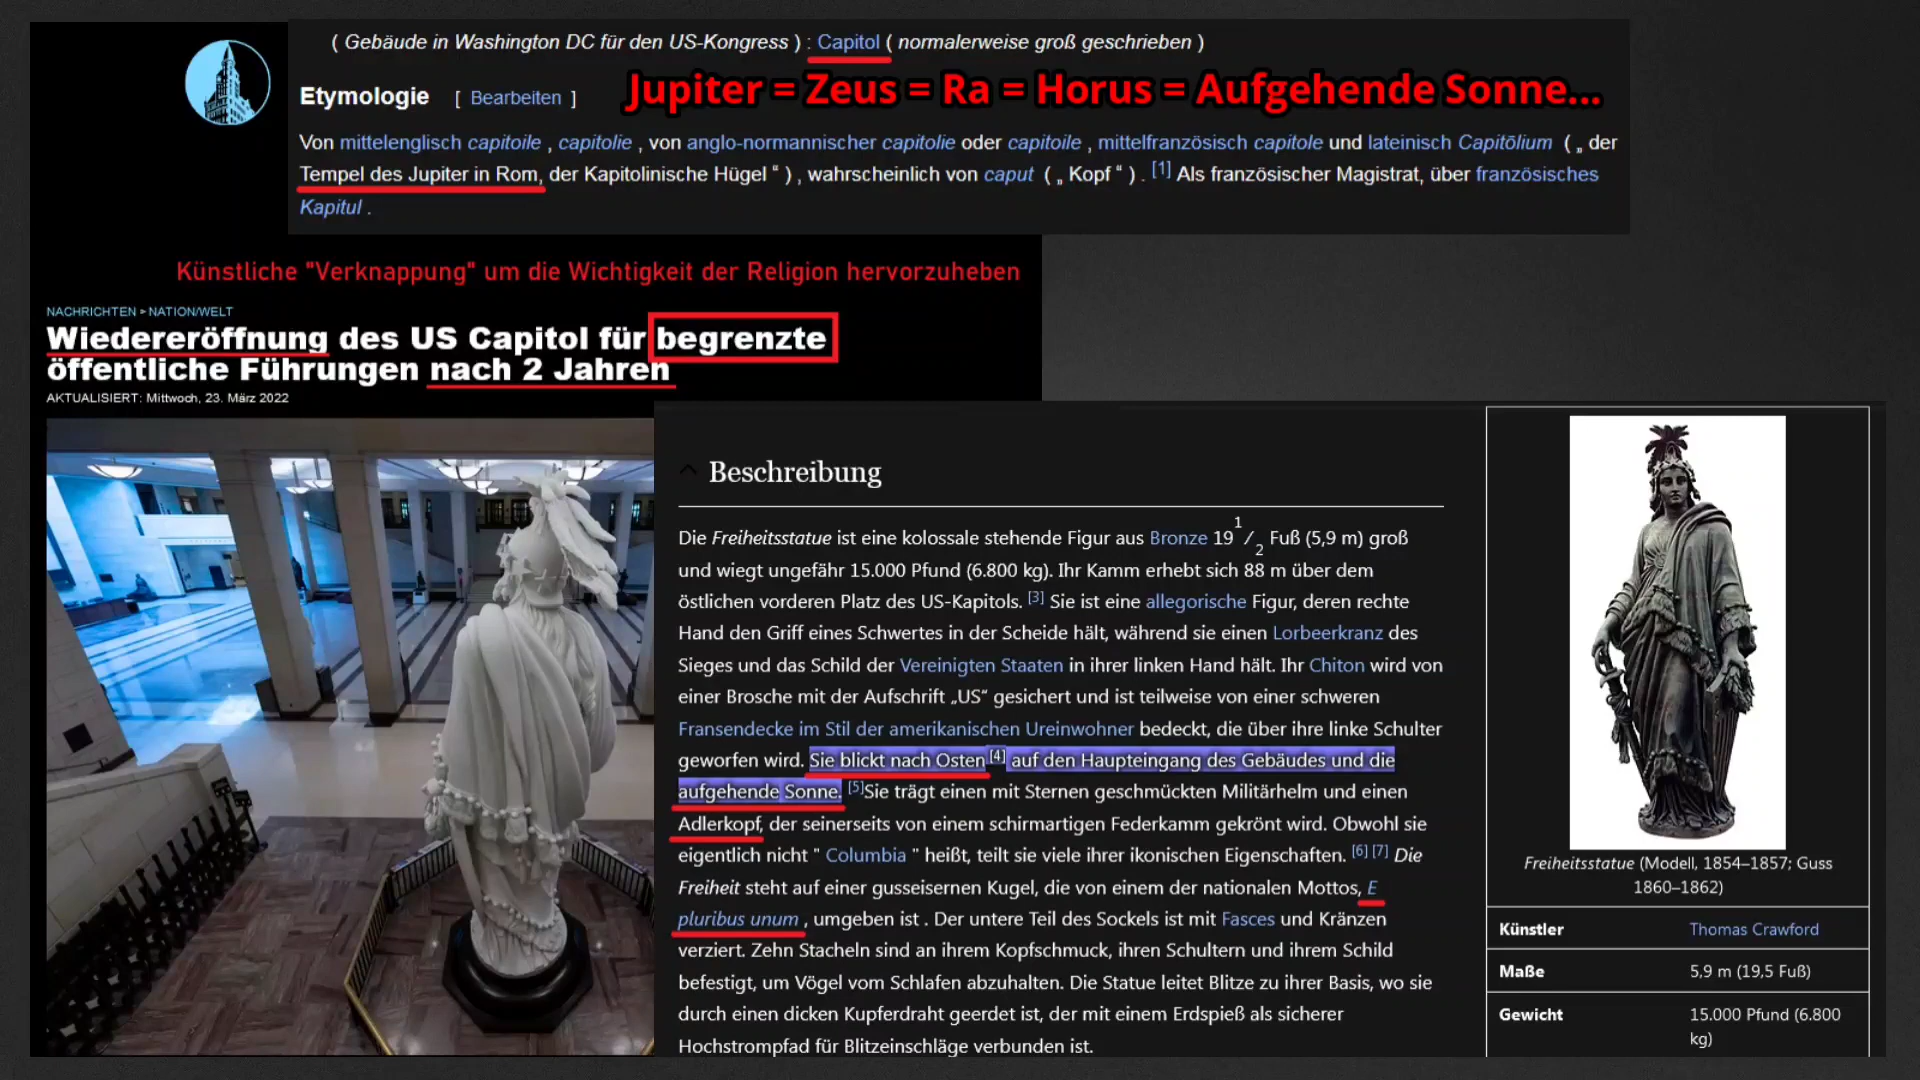 ( Gebäude in Washington DC für den US-Kongress ) : Capitol ( normalerweise groß geschrieben )
Etymologie [ Bearbeiten ]
Jupiter = Zeus = Ra = Horus = Aufgehende Sonne...
Von mittelenglisch capitoile , capitolie , von anglo-normannischer capitolie oder capitoile , mittelfranzösisch capitole und lateinisch Capitōlium ( „ der
Tempel des Jupiter in Rom, der Kapitolinische Hügel “ ) , wahrscheinlich von caput ( „ Kopf “ ) . [1] Als französischer Magistrat, über französisches
Kapitul .
Künstliche "Verknappung" um die Wichtigkeit der Religion hervorzuheben
NACHRICHTEN > NATION/WELT
Wiedereröffnung des US Capitol für begrenzte
öffentliche Führungen nach 2 Jahren
AKTUALISIERT: Mittwoch, 23. März 2022
Beschreibung
Die Freiheitsstatue ist eine kolossale stehende Figur aus Bronze 19 1/2 Fuß (5,9 m) groß
und wiegt ungefähr 15.000 Pfund (6.800 kg). Ihr Kamm erhebt sich 88 m über dem
östlichen vorderen Platz des US-Kapitols. [3] Sie ist eine allegorische Figur, deren rechte
Hand den Griff eines Schwertes in der Scheide hält, während sie einen Lorbeerkranz des
Sieges und das Schild der Vereinigten Staaten in ihrer linken Hand hält. Ihr Chiton wird von
einer Brosche mit der Aufschrift „US“ gesichert und ist teilweise von einer schweren
Fransendecke im Stil der amerikanischen Ureinwohner bedeckt, die über ihre linke Schulter
geworfen wird. Sie blickt nach Osten [4] auf den Haupteingang des Gebäudes und die
aufgehende Sonne. [5]Sie trägt einen mit Sternen geschmückten Militärhelm und einen
Adlerkopf, der seinerseits von einem schirmartigen Federkamm gekrönt wird. Obwohl sie
eigentlich nicht " Columbia " heißt, teilt sie viele ihrer ikonischen Eigenschaften. [6] [7] Die
Freiheit steht auf einer gusseisernen Kugel, die von einem der nationalen Mottos, E
pluribus unum , umgeben ist . Der untere Teil des Sockels ist mit Fasces und Kränzen
verziert. Zehn Stacheln sind an ihrem Kopfschmuck, ihren Schultern und ihrem Schild
befestigt, um Vögel vom Schlafen abzuhalten. Die Statue leitet Blitze zu ihrer Basis, wo sie
durch einen dicken Kupferdraht geerdet ist, der mit einem Erdspieß als sicherer
Hochstrompfad für Blitzeinschläge verbunden ist.
Freiheitsstatue (Modell, 1854–1857; Guss
1860–1862)
Künstler Thomas Crawford
Maße 5,9 m (19,5 Fuß)
Gewicht 15.000 Pfund (6.800
kg)